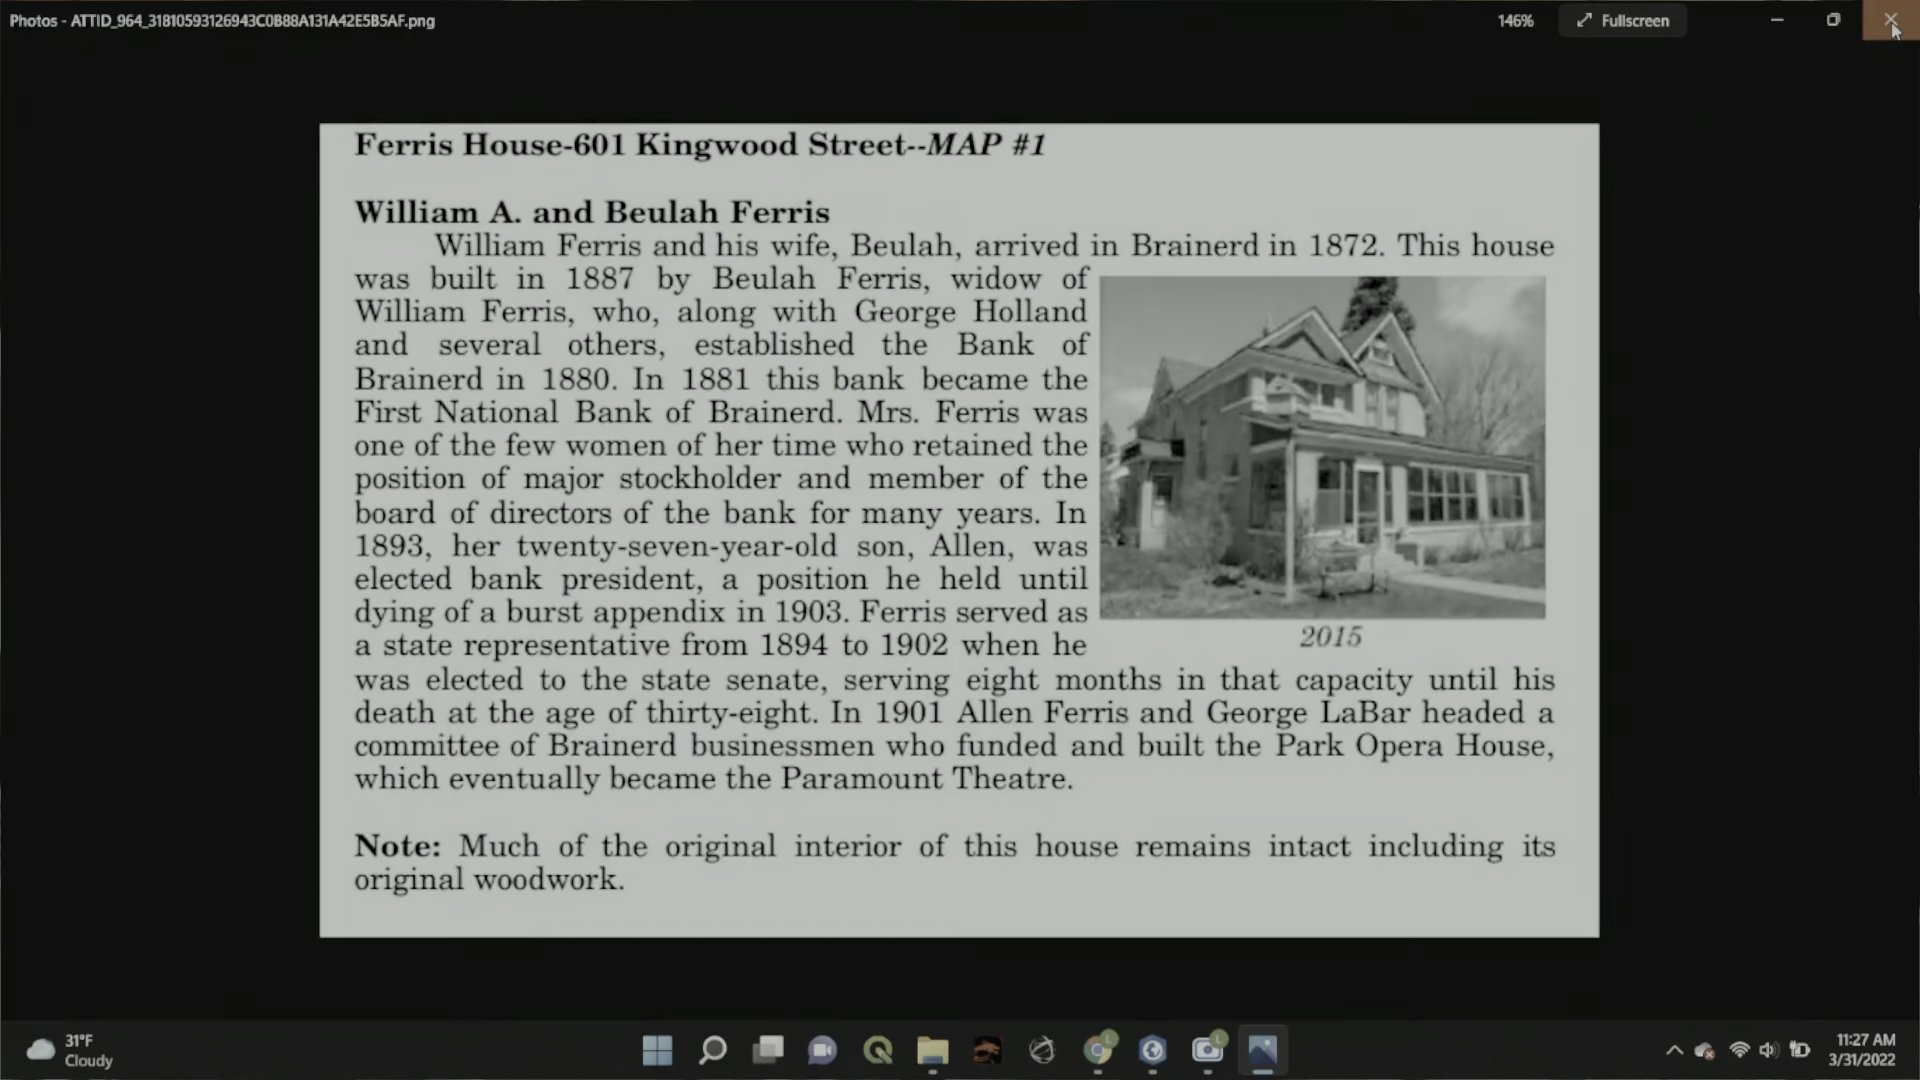 Photos - ATTID_964_31810593126943C0B88A131A42E5B5AF.png
146%
Fullscreen
Ferris House-601 Kingwood Street--MAP #1
William A. and Beulah Ferris
William Ferris and his wife, Beulah, arrived in Brainerd in 1872. This house
was built in 1887 by Beulah Ferris, widow of
William Ferris, who, along with George Holland
and several others, established the Bank of
Brainerd in 1880. In 1881 this bank became the
First National Bank of Brainerd. Mrs. Ferris was
one of the few women of her time who retained the
position of major stockholder and member of the
board of directors of the bank for many years. In
1893, her twenty-seven-year-old son, Allen, was
elected bank president, a position he held until
dying of a burst appendix in 1903. Ferris served as
a state representative from 1894 to 1902 when he
2015
was elected to the state senate, serving eight months in that capacity until his
death at the age of thirty-eight. In 1901 Allen Ferris and George LaBar headed a
committee of Brainerd businessmen who funded and built the Park Opera House,
which eventually became the Paramount Theatre.
Note: Much of the original interior of this house remains intact including its
original woodwork.
31°F
Cloudy
L
L
11:27 AM
3/31/2022